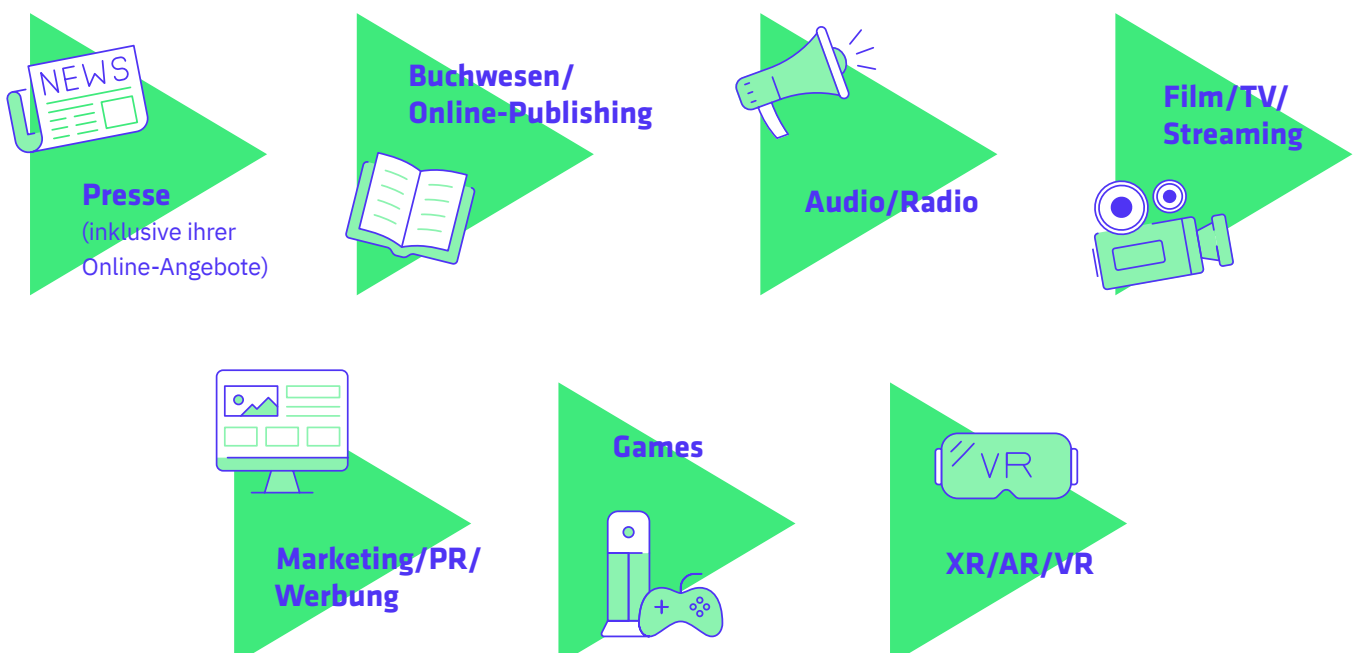 NEWS
Presse
(inklusive ihrer
Online-Angebote)
Buchwesen/
Online-Publishing
Audio/Radio
Film/TV/
Streaming
Marketing/PR/
Werbung
Games
VR
XR/AR/VR